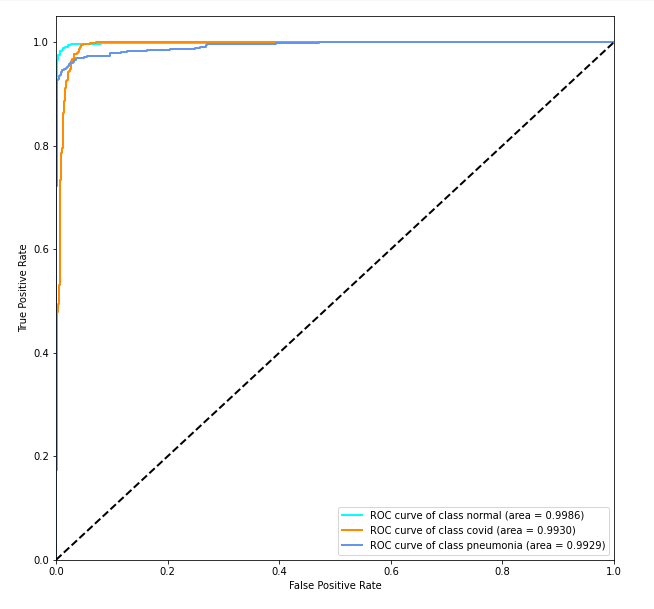 1.0
0.8
0.6
0.4
0.2
0.0
True Positive Rate
ROC curve of class normal (area = 0.9986)
ROC curve of class covid (area = 0.9930)
ROC curve of class pneumonia (area = 0.9929)
0.0 0.2 0.4 0.6 0.8 1.0
False Positive Rate